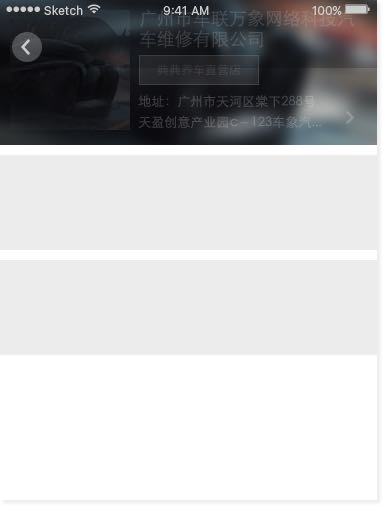 Sketch 9:41 AM 100%
广州市车联万象网络科技汽
车维修有限公司
典典养车直营店
地址：广州市天河区棠下288号
天盈创意产业园C－123车象汽...